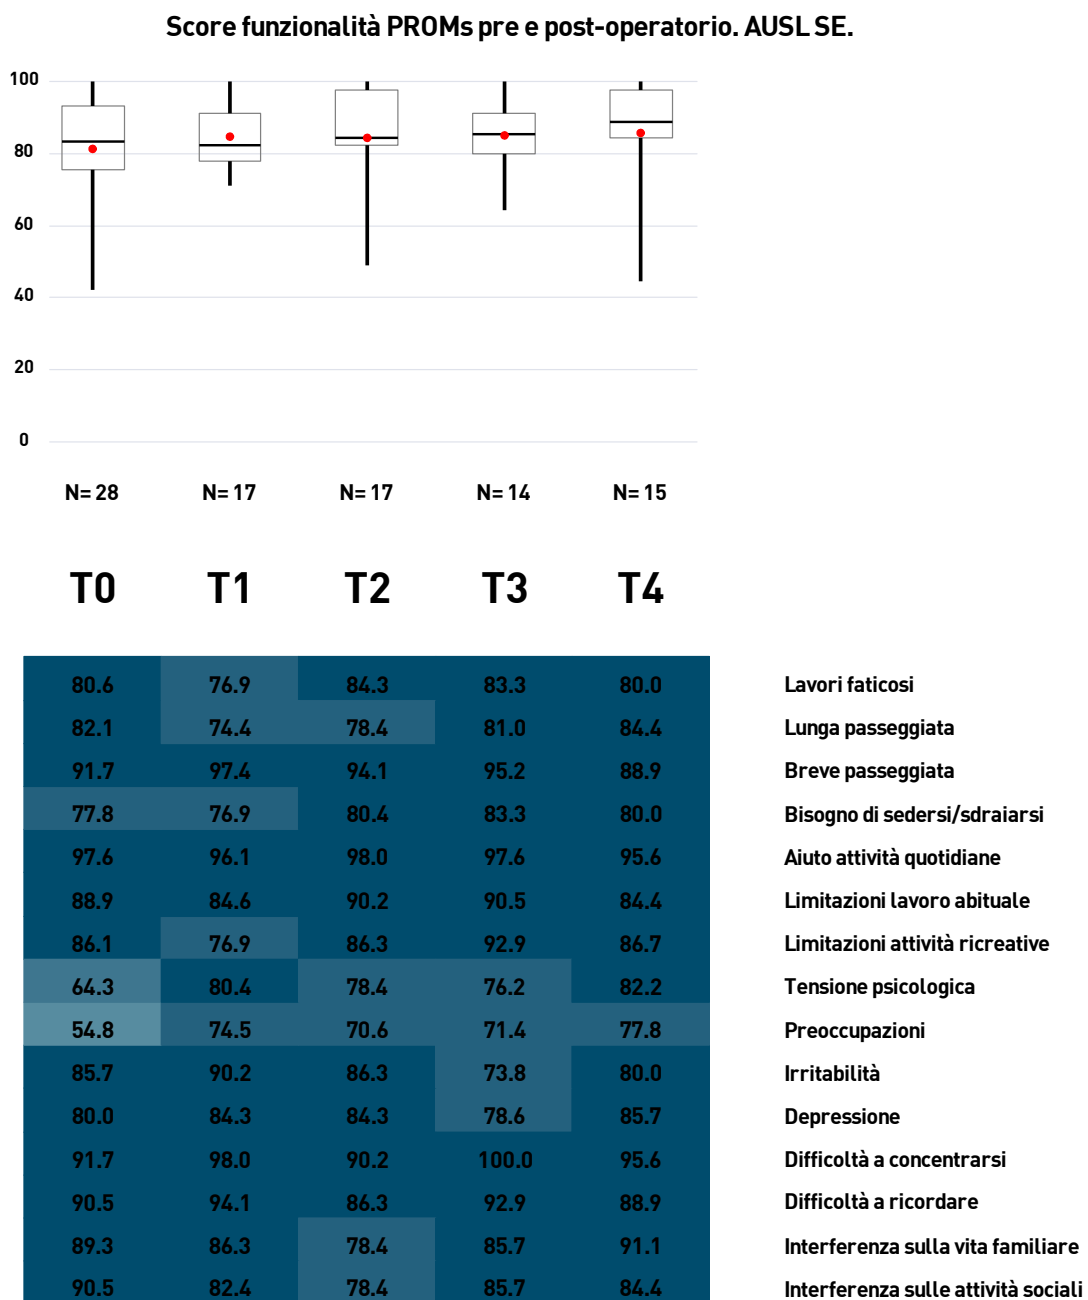 Score funzionalità PROMs pre e post-operatorio. AUSL SE.
100
80
60
40
20
0
N= 28 N= 17 N= 17 N= 14 N= 15
T0 T1 T2 T3 T4
80.6 76.9 84.3 83.3 80.0 Lavori faticosi
82.1 74.4 78.4 81.0 84.4 Lunga passeggiata
91.7 97.4 94.1 95.2 88.9 Breve passeggiata
77.8 76.9 80.4 83.3 80.0 Bisogno di sedersi/sdraiarsi
97.6 96.1 98.0 97.6 95.6 Aiuto attività quotidiane
88.9 84.6 90.2 90.5 84.4 Limitazioni lavoro abituale
86.1 76.9 86.3 92.9 86.7 Limitazioni attività ricreative
64.3 80.4 78.4 76.2 82.2 Tensione psicologica
54.8 74.5 70.6 71.4 77.8 Preoccupazioni
85.7 90.2 86.3 73.8 80.0 Irritabilità
80.0 84.3 84.3 78.6 85.7 Depressione
91.7 98.0 90.2 100.0 95.6 Difficoltà a concentrarsi
90.5 94.1 86.3 92.9 88.9 Difficoltà a ricordare
89.3 86.3 78.4 85.7 91.1 Interferenza sulla vita familiare
90.5 82.4 78.4 85.7 84.4 Interferenza sulle attività sociali